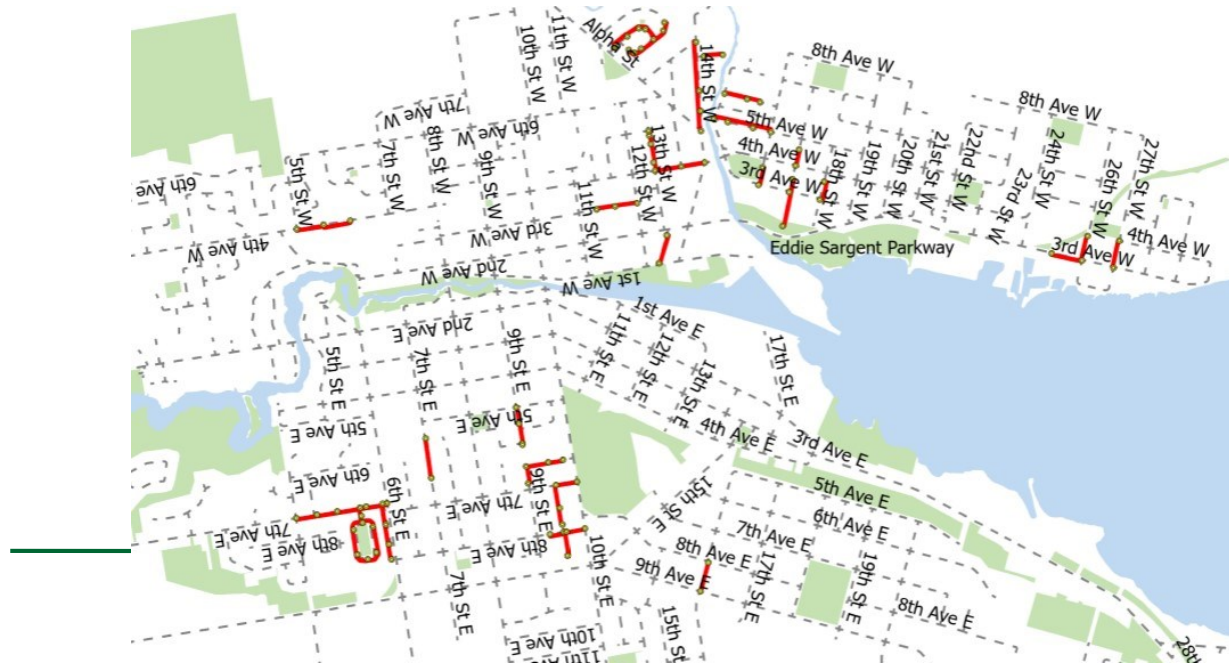 11th St W
10th St W
Alpha St
14th St W
8th Ave W
8th Ave W
7th Ave W
8th St W
6th Ave W
5th Ave W
7th St W
9th St W
13th St W
12th St W
4th Ave W
3rd Ave W
18th St W
19th St W
20th St W
21st St W
22nd St W
23rd St W
24th St W
26th St W
27th St W
5th St W
6th Ave
4th Ave W
3rd Ave W
11th St W
2nd Ave W
1st Ave W
Eddie Sargent Parkway
3rd Ave W
4th Ave W
2nd Ave E
1st Ave E
5th St E
7th St E
9th St E
11th St E
12th St E
13th St E
17th St E
5th Ave E
5th Ave E
4th Ave E
3rd Ave E
6th Ave E
6th St E
7th Ave E
9th St E
15th St E
5th Ave E
6th Ave E
7th Ave E
8th Ave E
8th Ave E
10th St E
7th Ave E
8th Ave E
9th Ave E
17th St E
19th St E
8th Ave E
7th St E
15th St E
10th Ave E
11th Ave E
28th